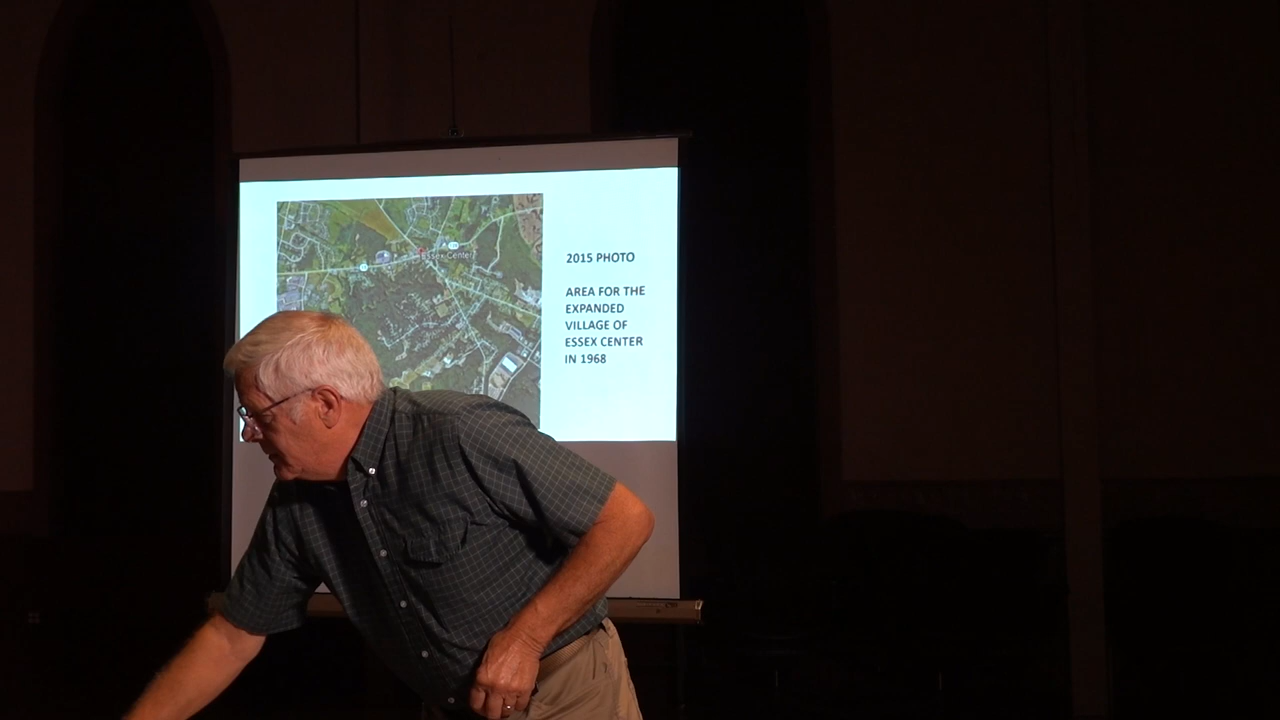 Essex Center
2015 PHOTO
AREA FOR THE
EXPANDED
VILLAGE OF
ESSEX CENTER
IN 1968